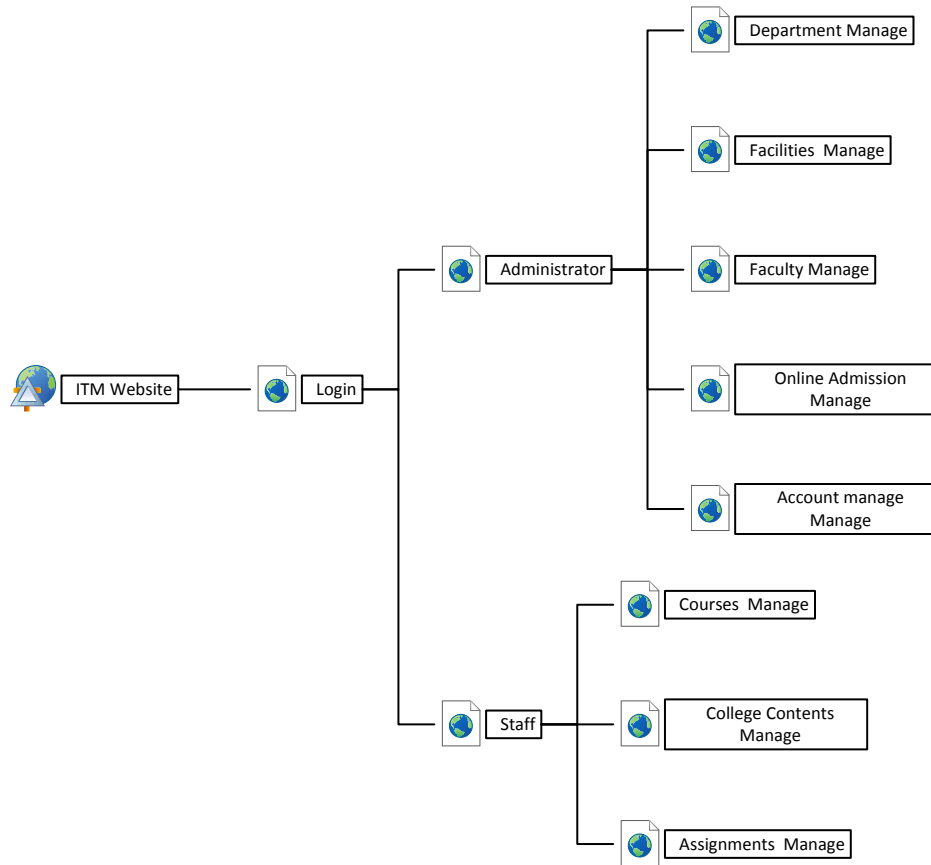 Department Manage
Facilities  Manage
Administrator
Faculty Manage
ITM Website
Login
Online Admission
Manage
Account manage
Manage
Courses  Manage
Staff
College Contents
Manage
Assignments  Manage